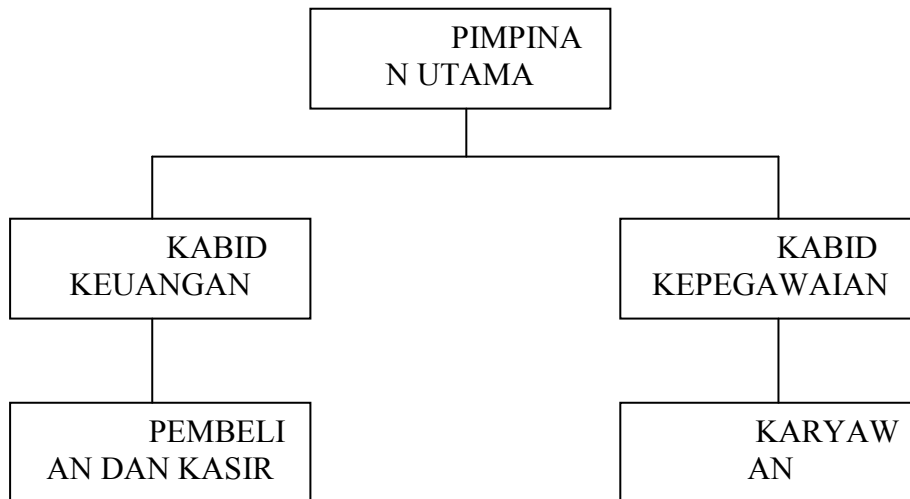 PIMPINA
N UTAMA
KABID
KEUANGAN
KABID
KEPEGAWAIAN
PEMBELI
AN DAN KASIR
KARYAW
AN